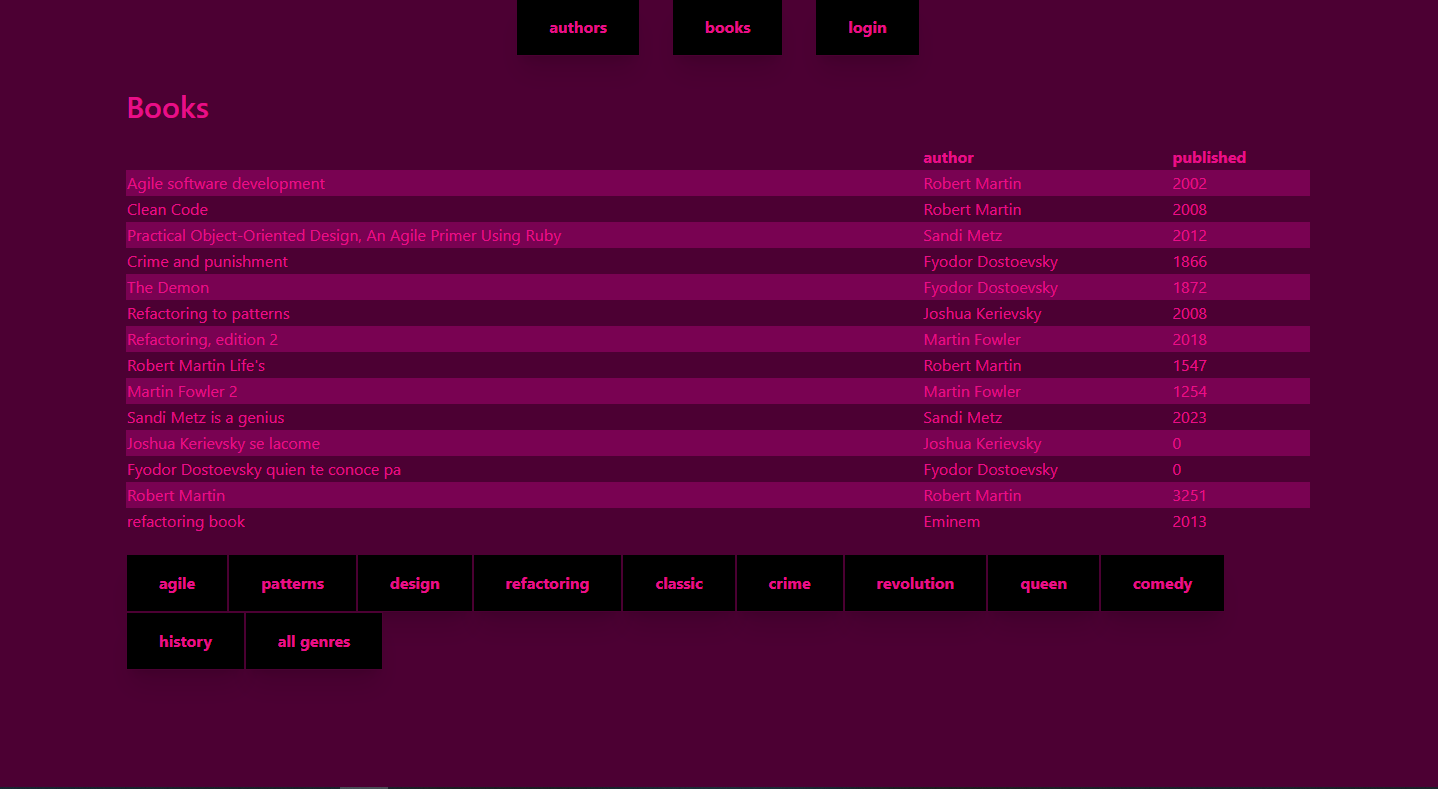 authors books login
Books
author published
Agile software development Robert Martin 2002
Clean Code Robert Martin 2008
Practical Object-Oriented Design, An Agile Primer Using Ruby Sandi Metz 2012
Crime and punishment Fyodor Dostoevsky 1866
The Demon Fyodor Dostoevsky 1872
Refactoring to patterns Joshua Kerievsky 2008
Refactoring, edition 2 Martin Fowler 2018
Robert Martin Life's Robert Martin 1547
Martin Fowler 2 Martin Fowler 1254
Sandi Metz is a genius Sandi Metz 2023
Joshua Kerievsky se lacome Joshua Kerievsky 0
Fyodor Dostoevsky quien te conoce pa Fyodor Dostoevsky 0
Robert Martin Robert Martin 3251
refactoring book Eminem 2013
agile patterns design refactoring classic crime revolution queen comedy
history all genres